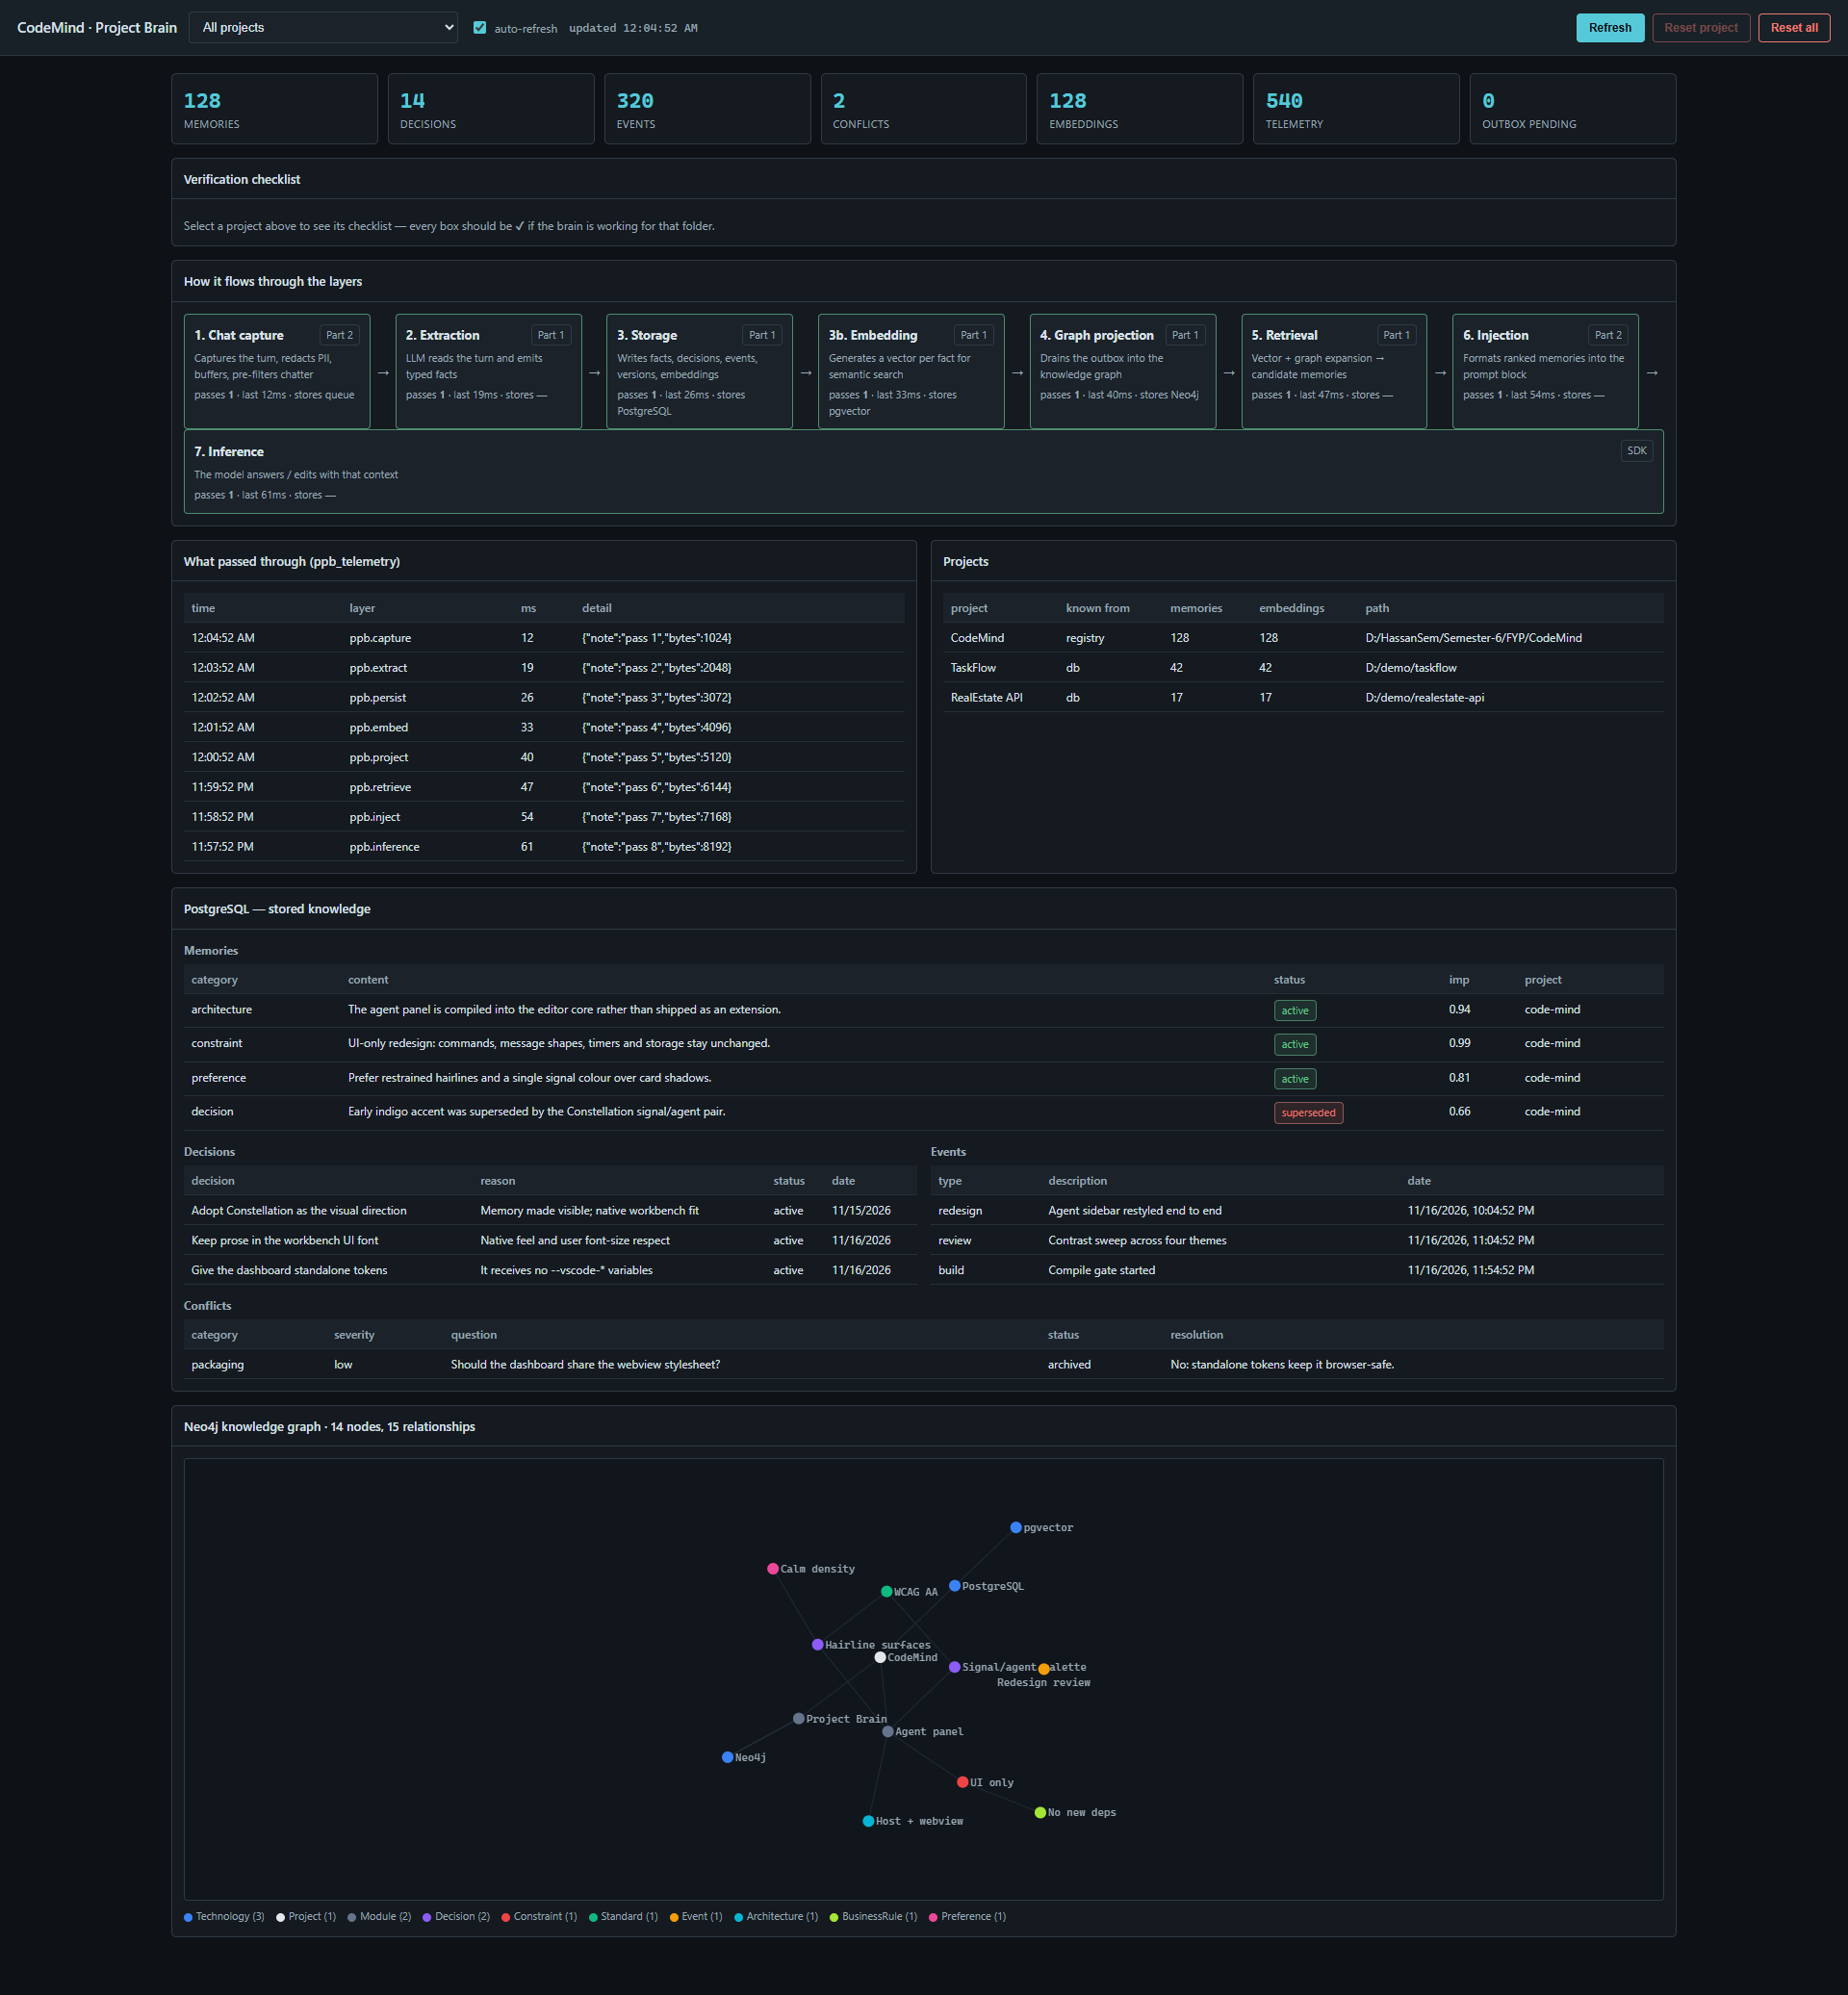 CodeMind · Project Brain
All projects
auto-refresh
updated 12:04:52 AM
Refresh
Reset project
Reset all
128
MEMORIES
14
DECISIONS
320
EVENTS
2
CONFLICTS
128
EMBEDDINGS
540
TELEMETRY
0
OUTBOX PENDING
Verification checklist
Select a project above to see its checklist — every box should be ✓ if the brain is working for that folder.
How it flows through the layers
1. Chat capture Part 2
Captures the turn, redacts PII,
buffers, pre-filters chatter
passes 1 · last 12ms · stores queue
→
2. Extraction Part 1
LLM reads the turn and emits
typed facts
passes 1 · last 19ms · stores —
→
3. Storage Part 1
Writes facts, decisions, events,
versions, embeddings
passes 1 · last 26ms · stores
PostgreSQL
→
3b. Embedding Part 1
Generates a vector per fact for
semantic search
passes 1 · last 33ms · stores
pgvector
→
4. Graph projection Part 1
Drains the outbox into the
knowledge graph
passes 1 · last 40ms · stores Neo4j
→
5. Retrieval Part 1
Vector + graph expansion →
candidate memories
passes 1 · last 47ms · stores —
→
6. Injection Part 2
Formats ranked memories into the
prompt block
passes 1 · last 54ms · stores —
→
7. Inference SDK
The model answers / edits with that context
passes 1 · last 61ms · stores —
What passed through (ppb_telemetry)
time layer ms detail
12:04:52 AM ppb.capture 12 {"note":"pass 1","bytes":1024}
12:03:52 AM ppb.extract 19 {"note":"pass 2","bytes":2048}
12:02:52 AM ppb.persist 26 {"note":"pass 3","bytes":3072}
12:01:52 AM ppb.embed 33 {"note":"pass 4","bytes":4096}
12:00:52 AM ppb.project 40 {"note":"pass 5","bytes":5120}
11:59:52 PM ppb.retrieve 47 {"note":"pass 6","bytes":6144}
11:58:52 PM ppb.inject 54 {"note":"pass 7","bytes":7168}
11:57:52 PM ppb.inference 61 {"note":"pass 8","bytes":8192}
Projects
project known from memories embeddings path
CodeMind registry 128 128 D:/HassanSem/Semester-6/FYP/CodeMind
TaskFlow db 42 42 D:/demo/taskflow
RealEstate API db 17 17 D:/demo/realestate-api
PostgreSQL — stored knowledge
Memories
category content status imp project
architecture The agent panel is compiled into the editor core rather than shipped as an extension. active 0.94 code-mind
constraint UI-only redesign: commands, message shapes, timers and storage stay unchanged. active 0.99 code-mind
preference Prefer restrained hairlines and a single signal colour over card shadows. active 0.81 code-mind
decision Early indigo accent was superseded by the Constellation signal/agent pair. superseded 0.66 code-mind
Decisions
decision reason status date
Adopt Constellation as the visual direction Memory made visible; native workbench fit active 11/15/2026
Keep prose in the workbench UI font Native feel and user font-size respect active 11/16/2026
Give the dashboard standalone tokens It receives no --vscode-* variables active 11/16/2026
Events
type description date
redesign Agent sidebar restyled end to end 11/16/2026, 10:04:52 PM
review Contrast sweep across four themes 11/16/2026, 11:04:52 PM
build Compile gate started 11/16/2026, 11:54:52 PM
Conflicts
category severity question status resolution
packaging low Should the dashboard share the webview stylesheet? archived No: standalone tokens keep it browser-safe.
Neo4j knowledge graph · 14 nodes, 15 relationships
pgvector
Calm density
PostgreSQL
WCAG AA
Hairline surfaces
CodeMind
Signal/agent alette
Redesign review
Project Brain
Agent panel
Neo4j
UI only
No new deps
Host + webview
Technology (3) Project (1) Module (2) Decision (2) Constraint (1) Standard (1) Event (1) Architecture (1) BusinessRule (1) Preference (1)